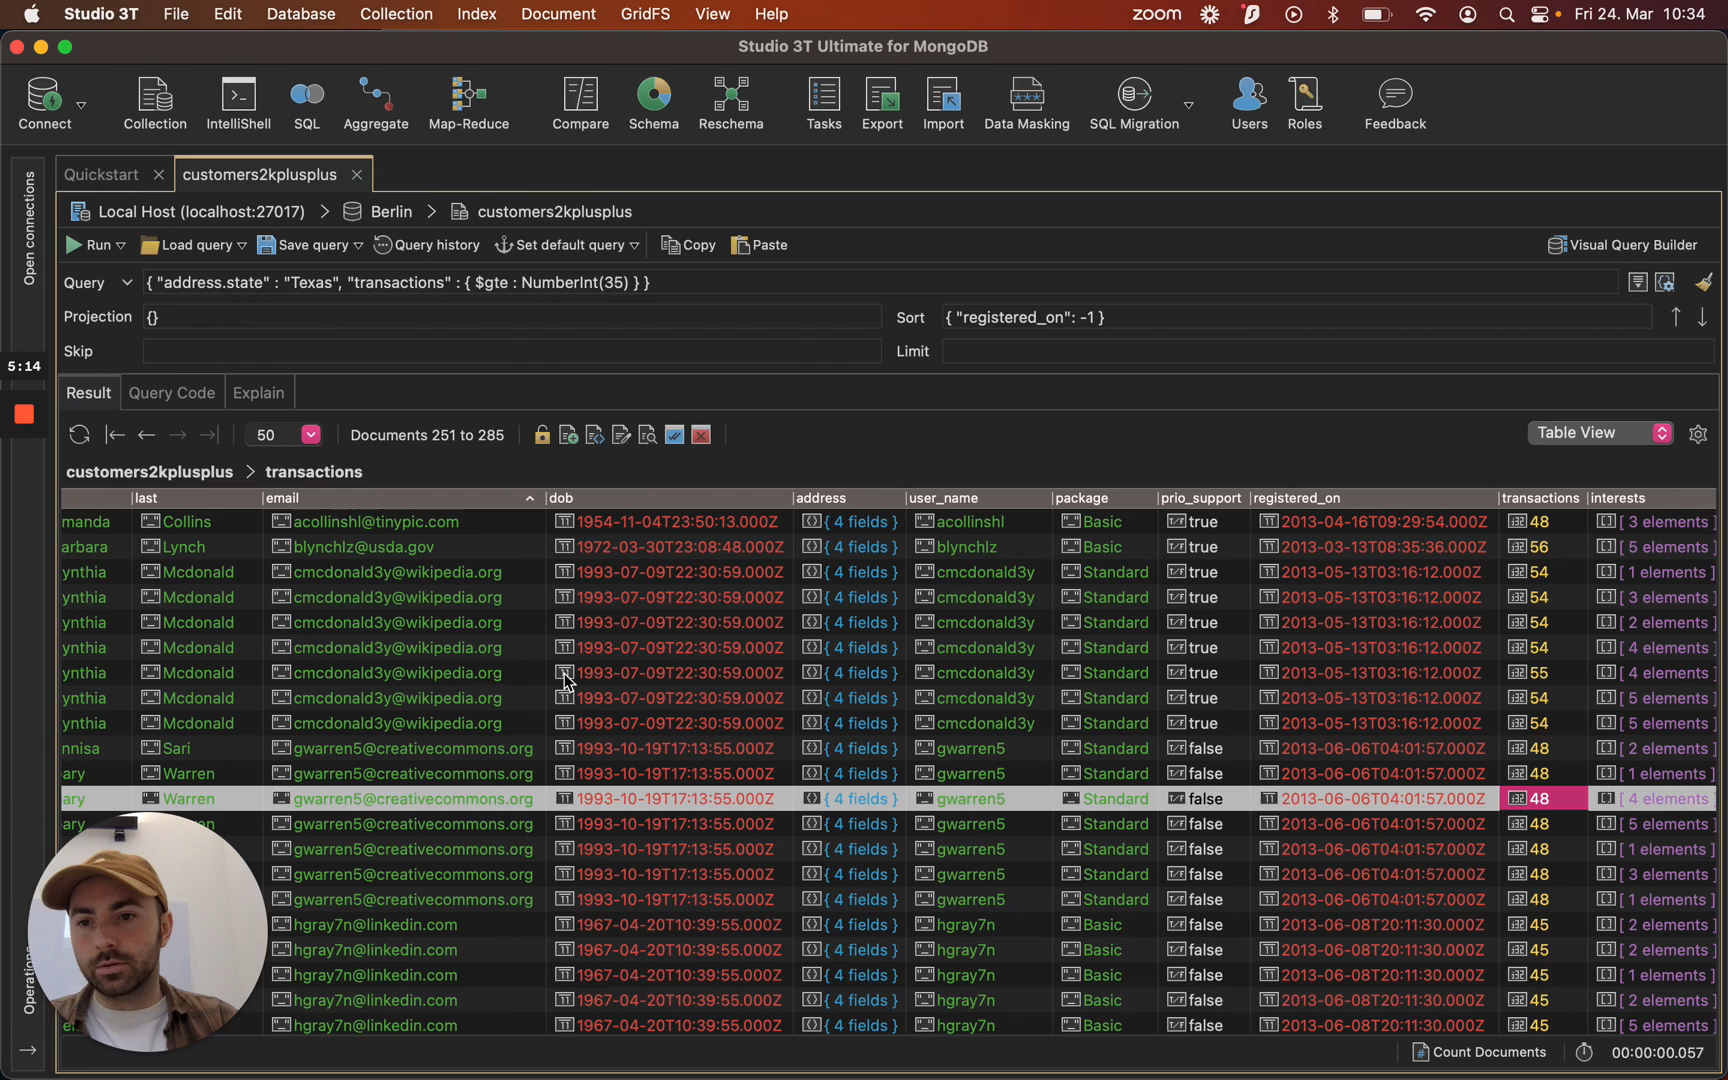 Studio 3T File Edit Database Collection Index Document GridFS View Help zoom Fri 24. Mar 10:34
Studio 3T Ultimate for MongoDB
Connect Collection IntelliShell SQL Aggregate Map-Reduce Compare Schema Reschema Tasks Export Import Data Masking SQL Migration Users Roles Feedback
Open connections
Quickstart customers2kplusplus
Local Host (localhost:27017) > Berlin > customers2kplusplus
Run Load query Save query Query history Set default query Copy Paste Visual Query Builder
Query { "address.state" : "Texas", "transactions" : { $gte : NumberInt(35) } }
Projection {} Sort { "registered_on": -1 }
Skip Limit
5:14
Result Query Code Explain
50 Documents 251 to 285 Table View
customers2kplusplus > transactions
last email dob address user_name package prio_support registered_on transactions interests
manda Collins acollinshl@tinypic.com 1954-11-04T23:50:13.000Z { 4 fields } acollinshl Basic true 2013-04-16T09:29:54.000Z 48 [ 3 elements ]
arbara Lynch blynchlz@usda.gov 1972-03-30T23:08:48.000Z { 4 fields } blynchlz Basic true 2013-03-13T08:35:36.000Z 56 [ 5 elements ]
ynthia Mcdonald cmcdonald3y@wikipedia.org 1993-07-09T22:30:59.000Z { 4 fields } cmcdonald3y Standard true 2013-05-13T03:16:12.000Z 54 [ 1 elements ]
ynthia Mcdonald cmcdonald3y@wikipedia.org 1993-07-09T22:30:59.000Z { 4 fields } cmcdonald3y Standard true 2013-05-13T03:16:12.000Z 54 [ 3 elements ]
ynthia Mcdonald cmcdonald3y@wikipedia.org 1993-07-09T22:30:59.000Z { 4 fields } cmcdonald3y Standard true 2013-05-13T03:16:12.000Z 54 [ 2 elements ]
ynthia Mcdonald cmcdonald3y@wikipedia.org 1993-07-09T22:30:59.000Z { 4 fields } cmcdonald3y Standard true 2013-05-13T03:16:12.000Z 54 [ 4 elements ]
ynthia Mcdonald cmcdonald3y@wikipedia.org 1993-07-09T22:30:59.000Z { 4 fields } cmcdonald3y Standard true 2013-05-13T03:16:12.000Z 55 [ 4 elements ]
ynthia Mcdonald cmcdonald3y@wikipedia.org 1993-07-09T22:30:59.000Z { 4 fields } cmcdonald3y Standard true 2013-05-13T03:16:12.000Z 54 [ 5 elements ]
ynthia Mcdonald cmcdonald3y@wikipedia.org 1993-07-09T22:30:59.000Z { 4 fields } cmcdonald3y Standard true 2013-05-13T03:16:12.000Z 54 [ 5 elements ]
nnisa Sari gwarren5@creativecommons.org 1993-10-19T17:13:55.000Z { 4 fields } gwarren5 Standard false 2013-06-06T04:01:57.000Z 48 [ 2 elements ]
ary Warren gwarren5@creativecommons.org 1993-10-19T17:13:55.000Z { 4 fields } gwarren5 Standard false 2013-06-06T04:01:57.000Z 48 [ 1 elements ]
ary Warren gwarren5@creativecommons.org 1993-10-19T17:13:55.000Z { 4 fields } gwarren5 Standard false 2013-06-06T04:01:57.000Z 48 [ 4 elements ]
ary gwarren5@creativecommons.org 1993-10-19T17:13:55.000Z { 4 fields } gwarren5 Standard false 2013-06-06T04:01:57.000Z 48 [ 5 elements ]
gwarren5@creativecommons.org 1993-10-19T17:13:55.000Z { 4 fields } gwarren5 Standard false 2013-06-06T04:01:57.000Z 48 [ 1 elements ]
gwarren5@creativecommons.org 1993-10-19T17:13:55.000Z { 4 fields } gwarren5 Standard false 2013-06-06T04:01:57.000Z 48 [ 3 elements ]
gwarren5@creativecommons.org 1993-10-19T17:13:55.000Z { 4 fields } gwarren5 Standard false 2013-06-06T04:01:57.000Z 48 [ 1 elements ]
hgray7n@linkedin.com 1967-04-20T10:39:55.000Z { 4 fields } hgray7n Basic false 2013-06-08T20:11:30.000Z 45 [ 2 elements ]
hgray7n@linkedin.com 1967-04-20T10:39:55.000Z { 4 fields } hgray7n Basic false 2013-06-08T20:11:30.000Z 45 [ 2 elements ]
hgray7n@linkedin.com 1967-04-20T10:39:55.000Z { 4 fields } hgray7n Basic false 2013-06-08T20:11:30.000Z 45 [ 1 elements ]
hgray7n@linkedin.com 1967-04-20T10:39:55.000Z { 4 fields } hgray7n Basic false 2013-06-08T20:11:30.000Z 45 [ 2 elements ]
hgray7n@linkedin.com 1967-04-20T10:39:55.000Z { 4 fields } hgray7n Basic false 2013-06-08T20:11:30.000Z 45 [ 5 elements ]
Operations
Count Documents 00:00:00.057